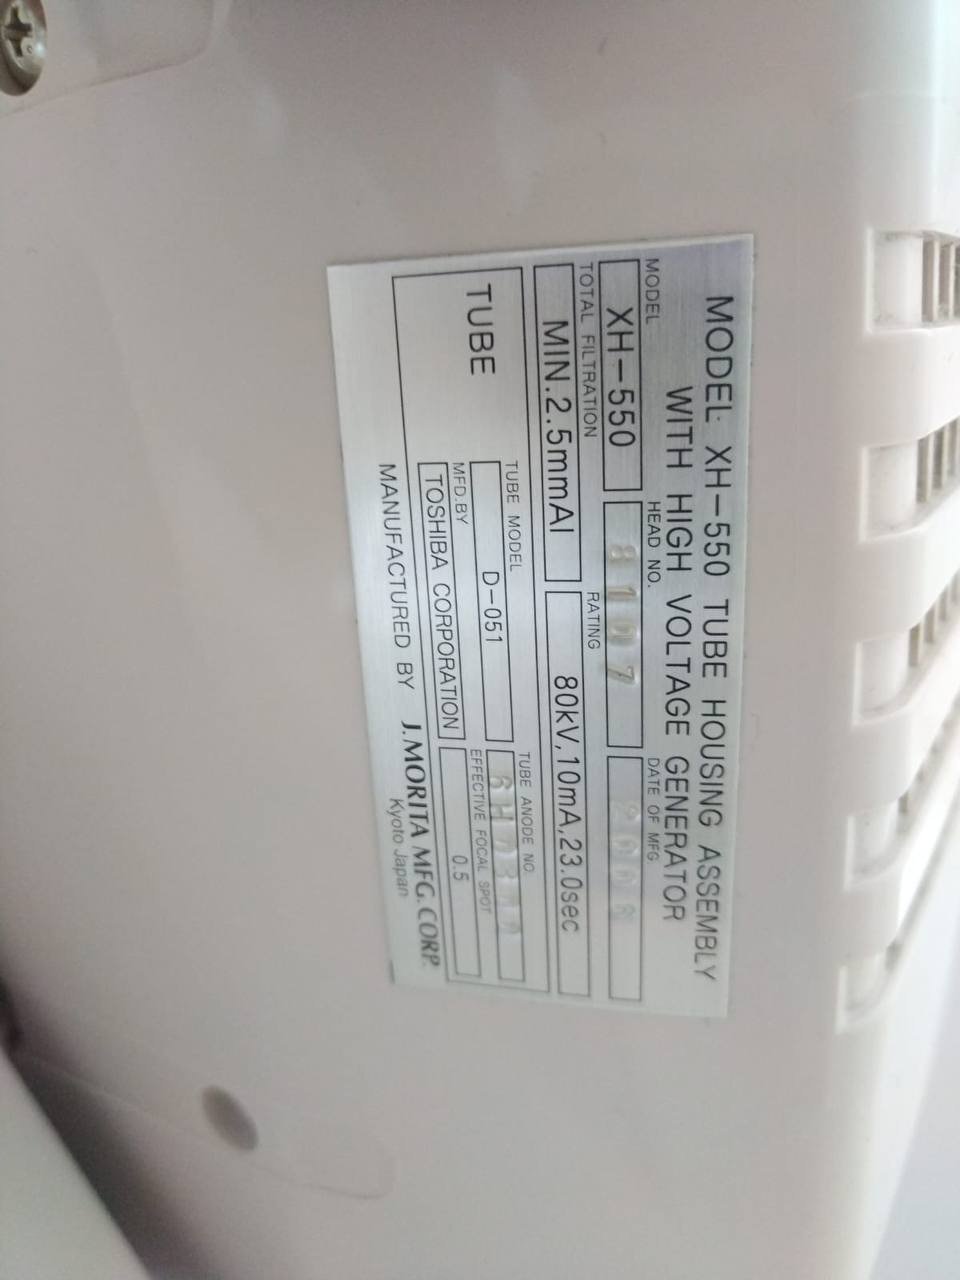 MODEL XH-550 TUBE HOUSING ASSEMBLY
WITH HIGH VOLTAGE GENERATOR
MODEL HEAD NO. DATE OF MFG.
XH-550 8107
TOTAL FILTRATION RATING
MIN.2.5mmAl 80kV,10mA,23.0sec
TUBE
TUBE MODEL TUBE ANODE NO.
D-051
MFD.BY EFFECTIVE FOCAL SPOT
TOSHIBA CORPORATION 0.5
MANUFACTURED BY J.MORITA MFG.CORP.
Kyoto Japan